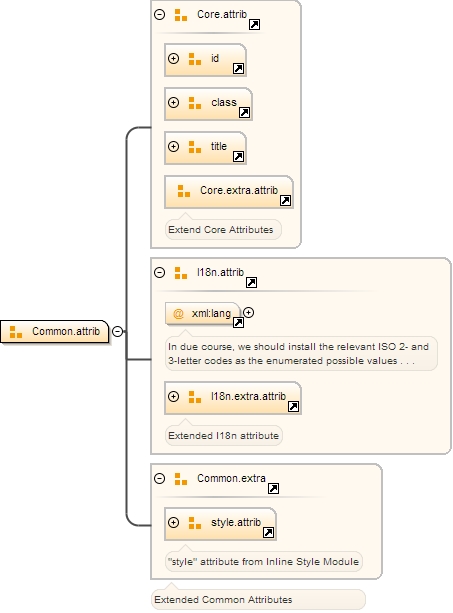 Core.attrib
id
class
title
Core.extra.attrib
Extend Core Attributes
I18n.attrib
@ xml:lang
In due course, we should install the relevant ISO 2- and
3-letter codes as the enumerated possible values . . .
I18n.extra.attrib
Extended I18n attribute
Common.attrib
Common.extra
style.attrib
"style" attribute from Inline Style Module
Extended Common Attributes